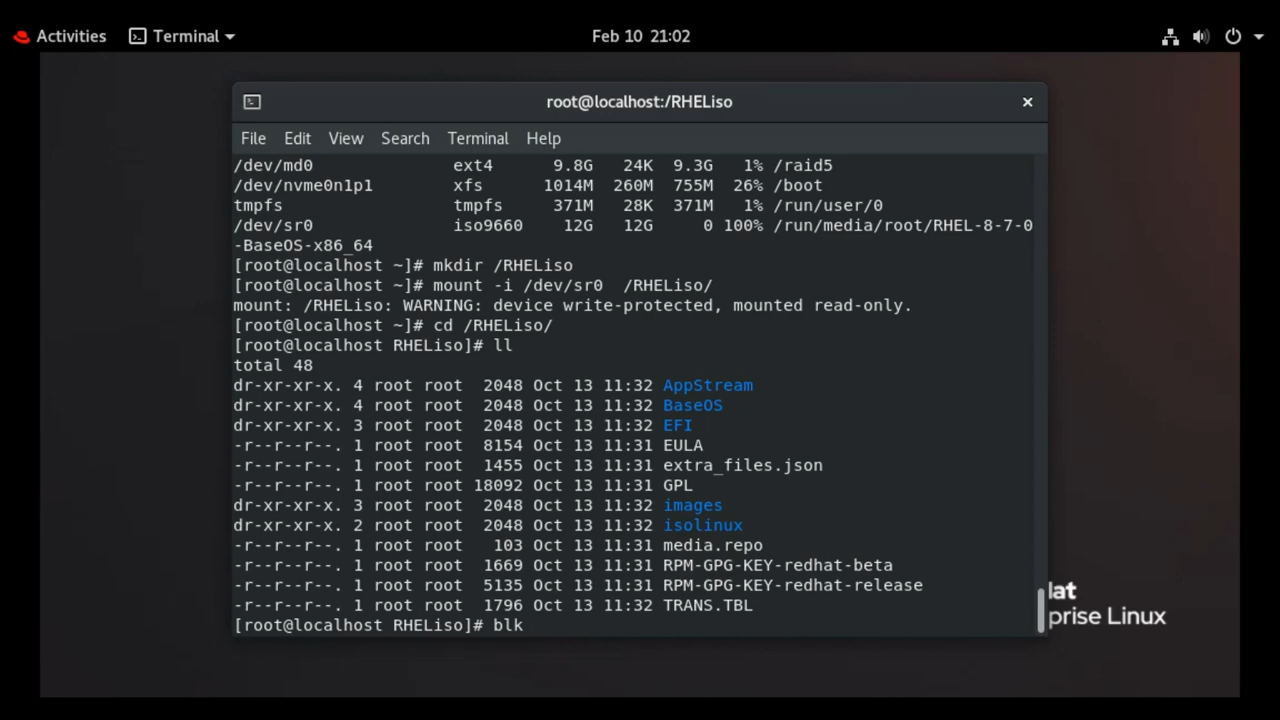 Activities Terminal Feb 10 21:02
root@localhost:/RHELiso
File Edit View Search Terminal Help
/dev/md0 ext4 9.8G 24K 9.3G 1% /raid5
/dev/nvme0n1p1 xfs 1014M 260M 755M 26% /boot
tmpfs tmpfs 371M 28K 371M 1% /run/user/0
/dev/sr0 iso9660 12G 12G 0 100% /run/media/root/RHEL-8-7-0
-BaseOS-x86_64
[root@localhost ~]# mkdir /RHELiso
[root@localhost ~]# mount -i /dev/sr0  /RHELiso/
mount: /RHELiso: WARNING: device write-protected, mounted read-only.
[root@localhost ~]# cd /RHELiso/
[root@localhost RHELiso]# ll
total 48
dr-xr-xr-x. 4 root root  2048 Oct 13 11:32 AppStream
dr-xr-xr-x. 4 root root  2048 Oct 13 11:32 BaseOS
dr-xr-xr-x. 3 root root  2048 Oct 13 11:32 EFI
-r--r--r--. 1 root root  8154 Oct 13 11:31 EULA
-r--r--r--. 1 root root  1455 Oct 13 11:31 extra_files.json
-r--r--r--. 1 root root 18092 Oct 13 11:31 GPL
dr-xr-xr-x. 3 root root  2048 Oct 13 11:32 images
dr-xr-xr-x. 2 root root  2048 Oct 13 11:32 isolinux
-r--r--r--. 1 root root   103 Oct 13 11:31 media.repo
-r--r--r--. 1 root root  1669 Oct 13 11:31 RPM-GPG-KEY-redhat-beta
-r--r--r--. 1 root root  5135 Oct 13 11:31 RPM-GPG-KEY-redhat-release
-r--r--r--. 1 root root  1796 Oct 13 11:32 TRANS.TBL
[root@localhost RHELiso]# blk
lat
prise Linux